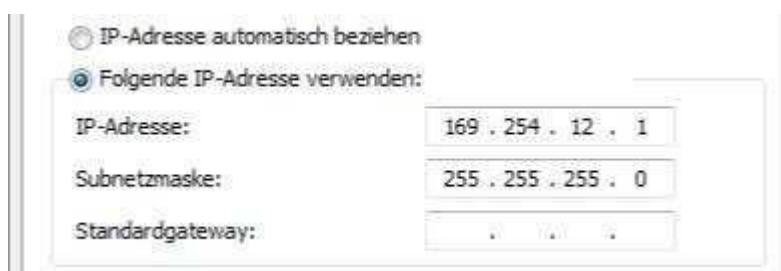 IP-Adresse automatisch beziehen
Folgende IP-Adresse verwenden:
IP-Adresse: 169 . 254 . 12 . 1
Subnetzmaske: 255 . 255 . 255 . 0
Standardgateway: . . .